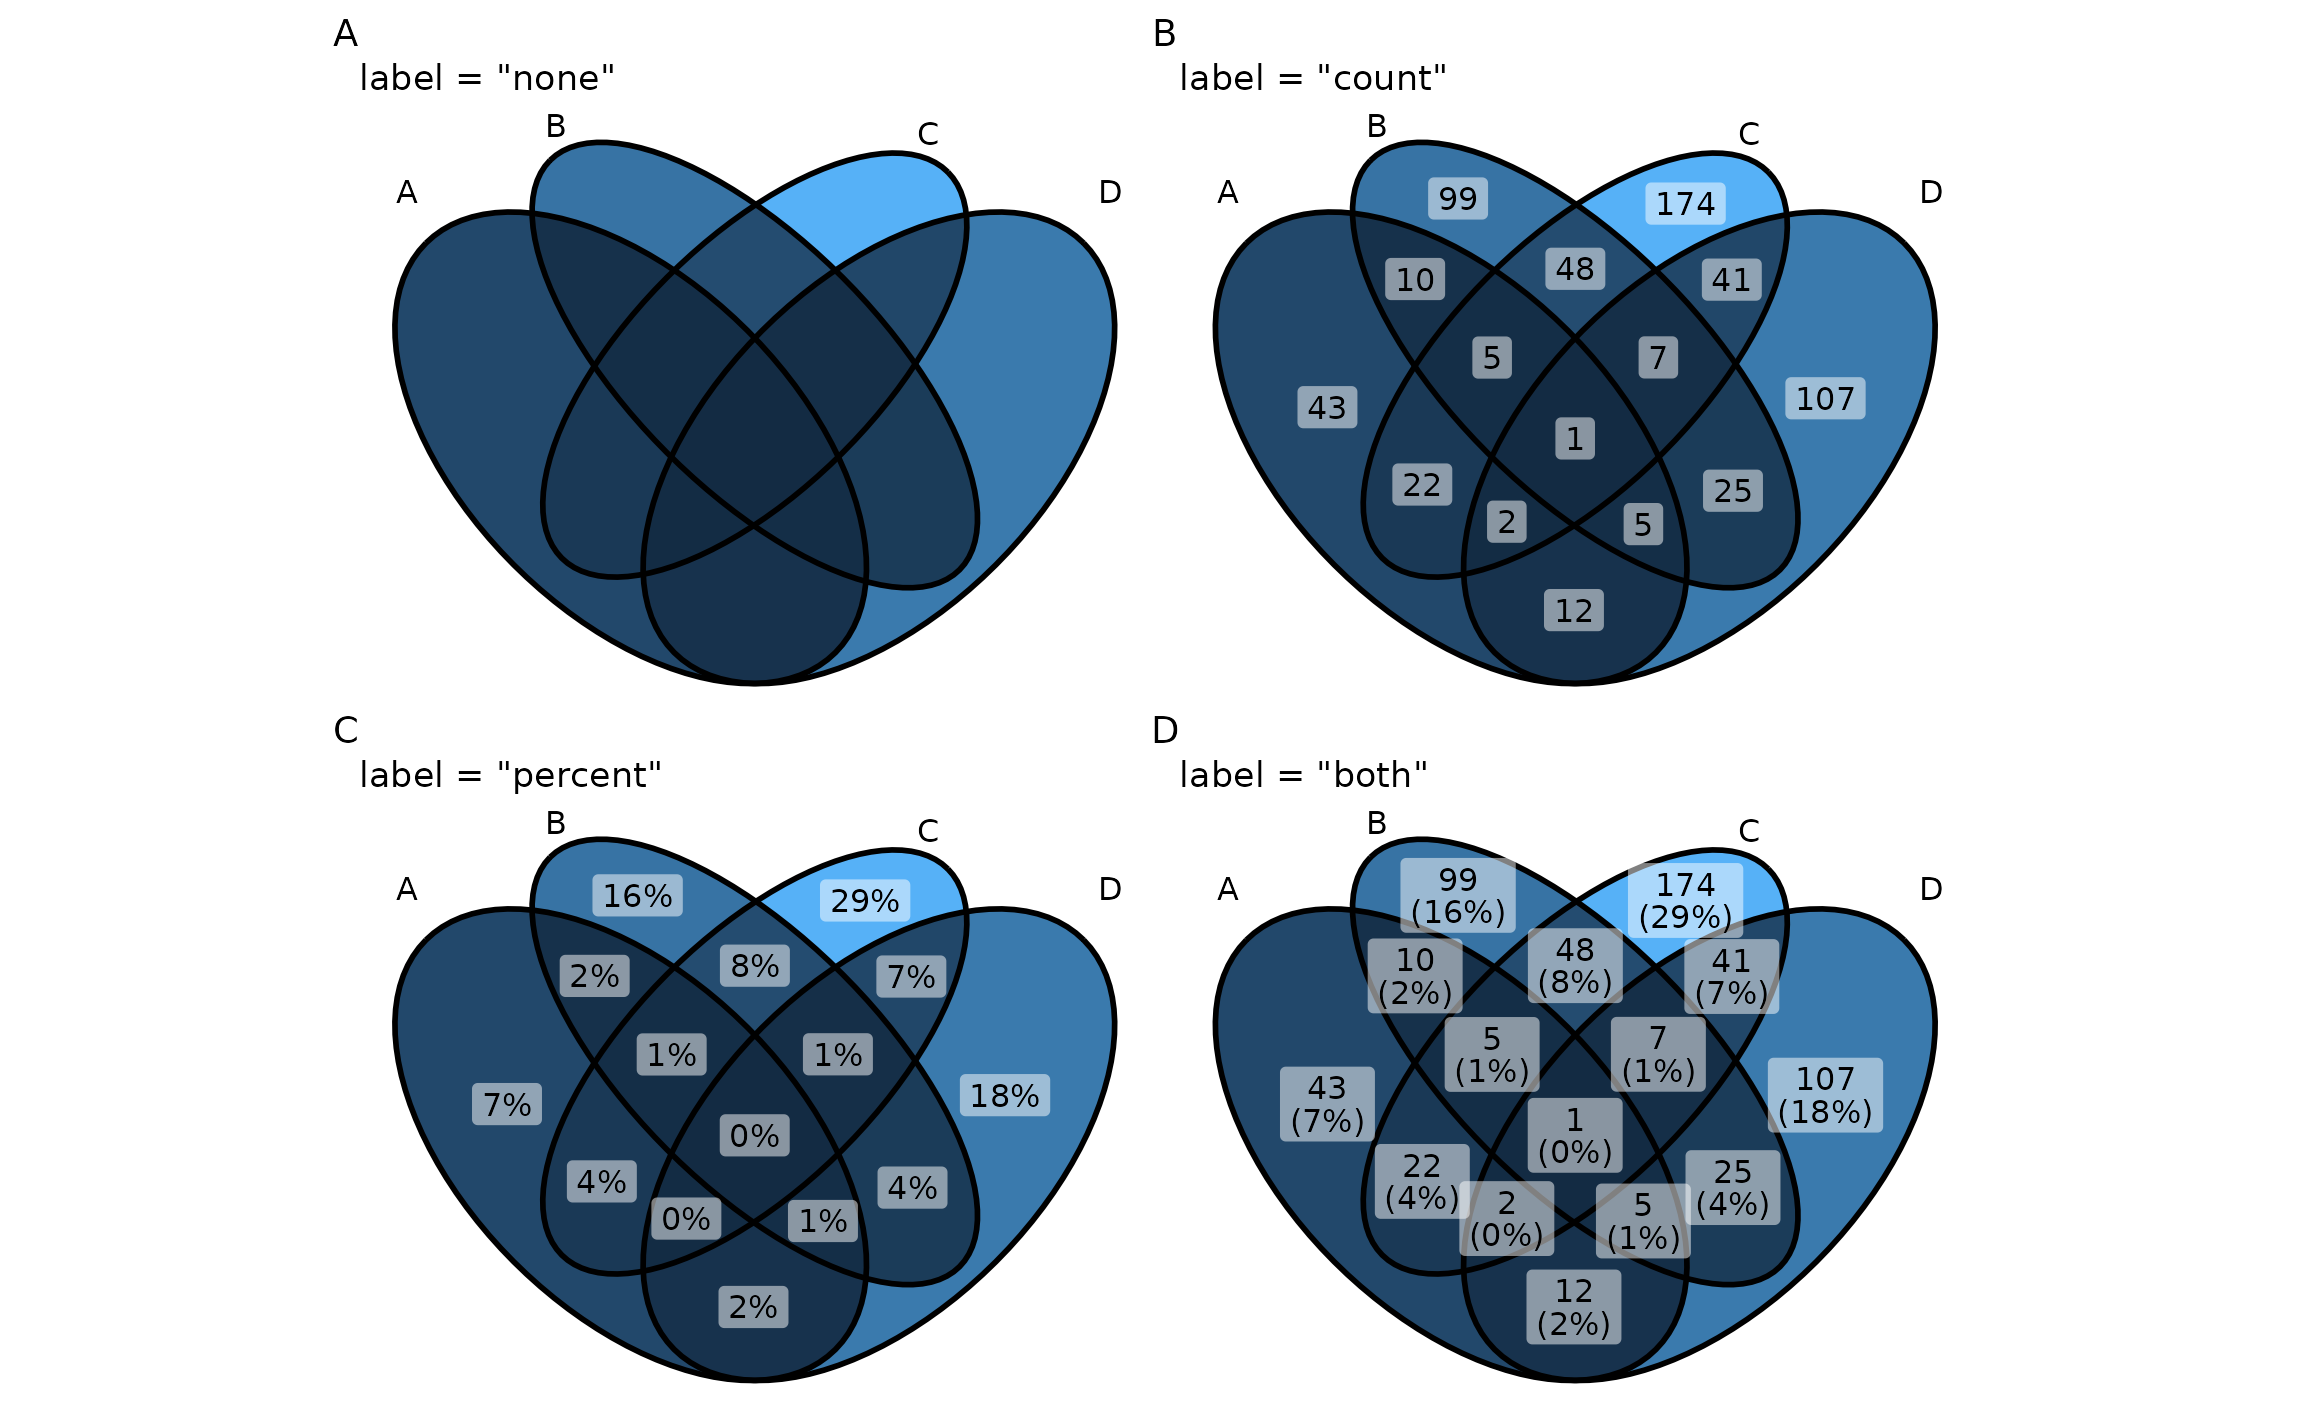 A
label = "none"
B
C
A
D
B
label = "count"
B
C
A
D
99
174
10
48
41
5
7
43
107
1
22
25
2
5
12
C
label = "percent"
B
C
A
D
16%
29%
2%
8%
7%
1%
1%
7%
18%
0%
4%
4%
0%
1%
2%
D
label = "both"
B
C
A
D
99
(16%)
174
(29%)
10
(2%)
48
(8%)
41
(7%)
5
(1%)
7
(1%)
43
(7%)
107
(18%)
1
(0%)
22
(4%)
25
(4%)
2
(0%)
5
(1%)
12
(2%)